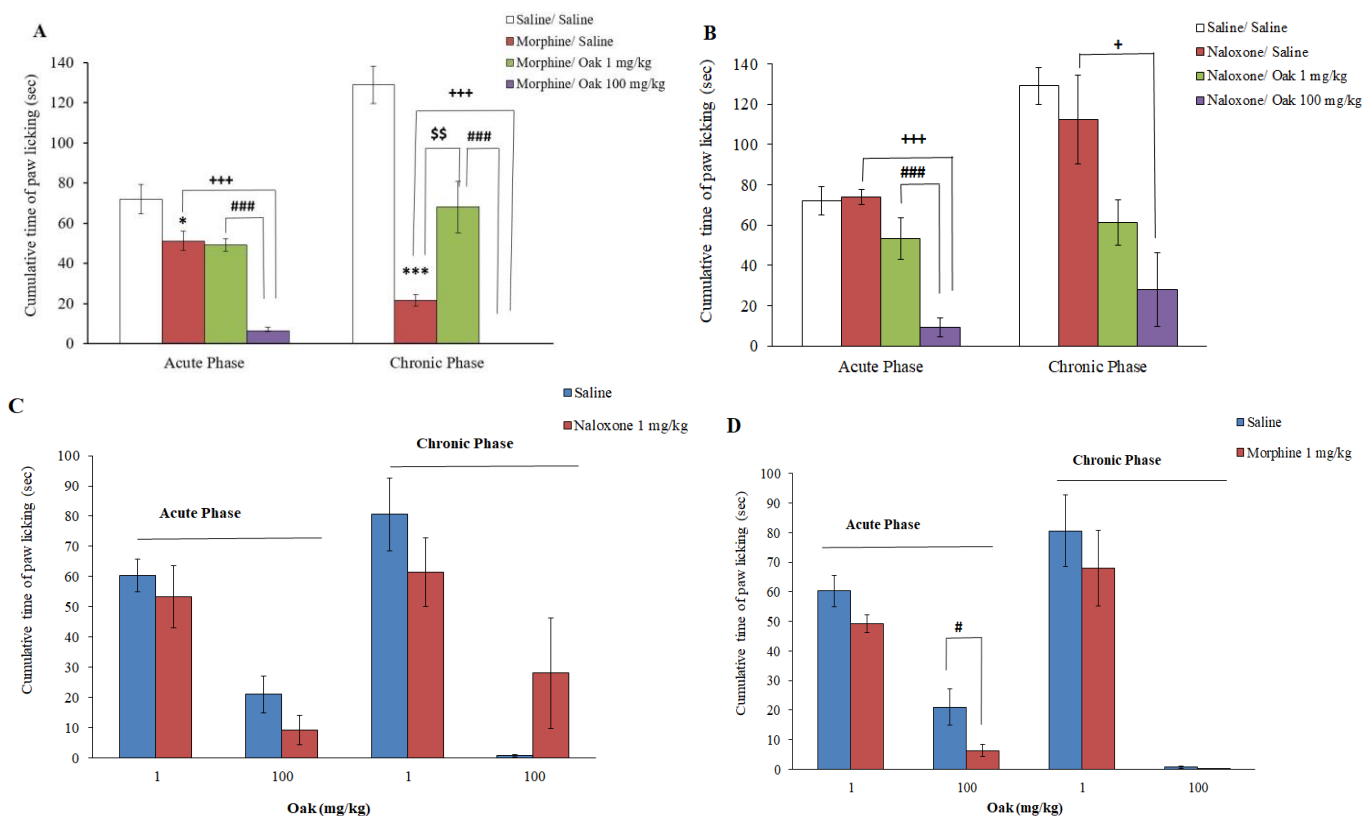 A
Saline/ Saline
Morphine/ Saline
Morphine/ Oak 1 mg/kg
Morphine/ Oak 100 mg/kg
Cumulative time of paw licking (sec)
140
120
100
80
60
40
20
0
*
+++
###
***
$$
###
+++
Acute Phase
Chronic Phase
B
Saline/ Saline
Naloxone/ Saline
Naloxone/ Oak 1 mg/kg
Naloxone/ Oak 100 mg/kg
Cumulative time of paw licking (sec)
140
120
100
80
60
40
20
0
+++
###
+
Acute Phase
Chronic Phase
C
Saline
Naloxone 1 mg/kg
Cumulative time of paw licking (sec)
100
90
80
70
60
50
40
30
20
10
0
Acute Phase
Chronic Phase
1
100
1
100
Oak (mg/kg)
D
Saline
Morphine 1 mg/kg
Cumulative time of paw licking (sec)
100
90
80
70
60
50
40
30
20
10
0
Acute Phase
Chronic Phase
#
1
100
1
100
Oak (mg/kg)